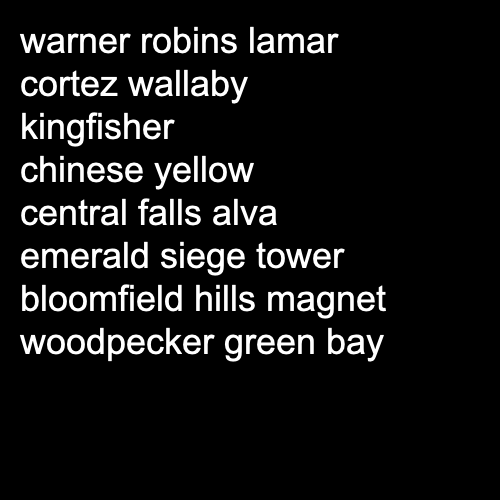 warner robins lamar
cortez wallaby
kingfisher
chinese yellow
central falls alva
emerald siege tower
bloomfield hills magnet
woodpecker green bay